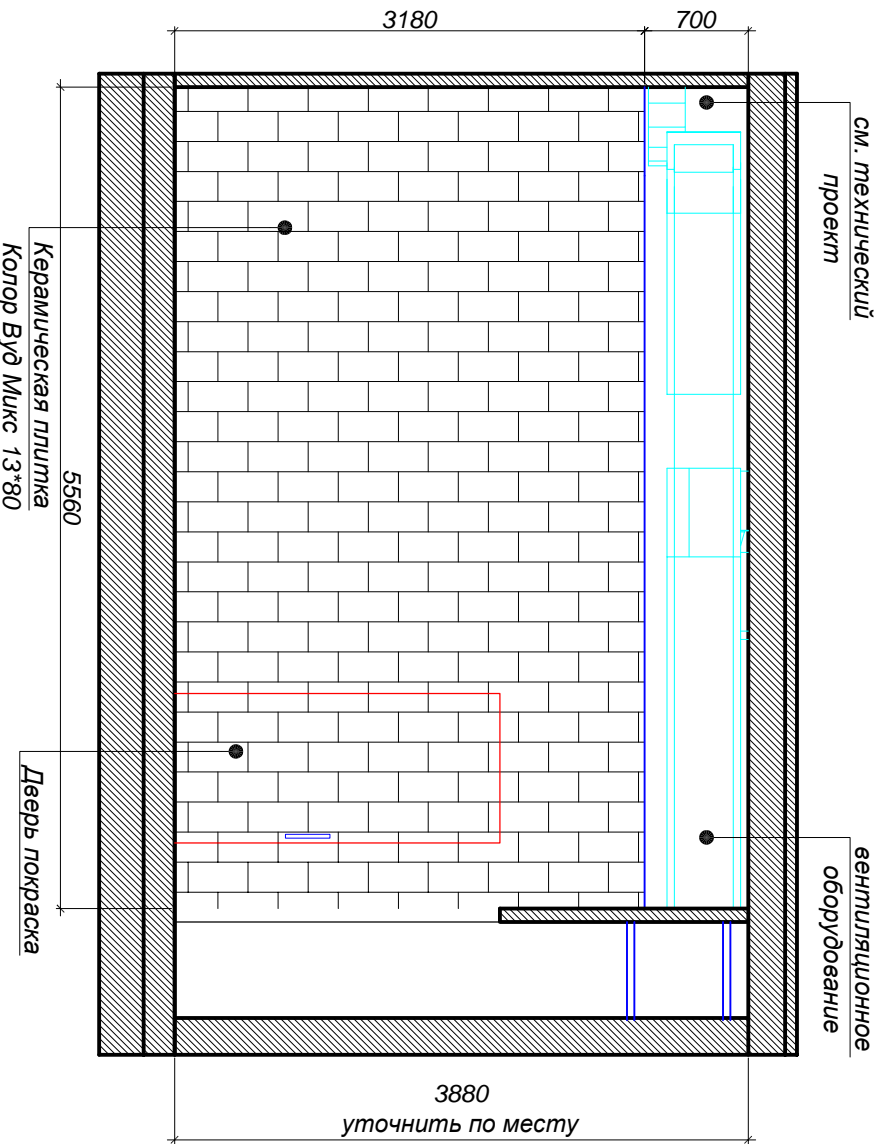 3180
700
см. технический
проект
вентиляционное
оборудование
Керамическая плитка
Колор Вуд Микс 13*80
5560
Дверь покраска
3880
уточнить по месту